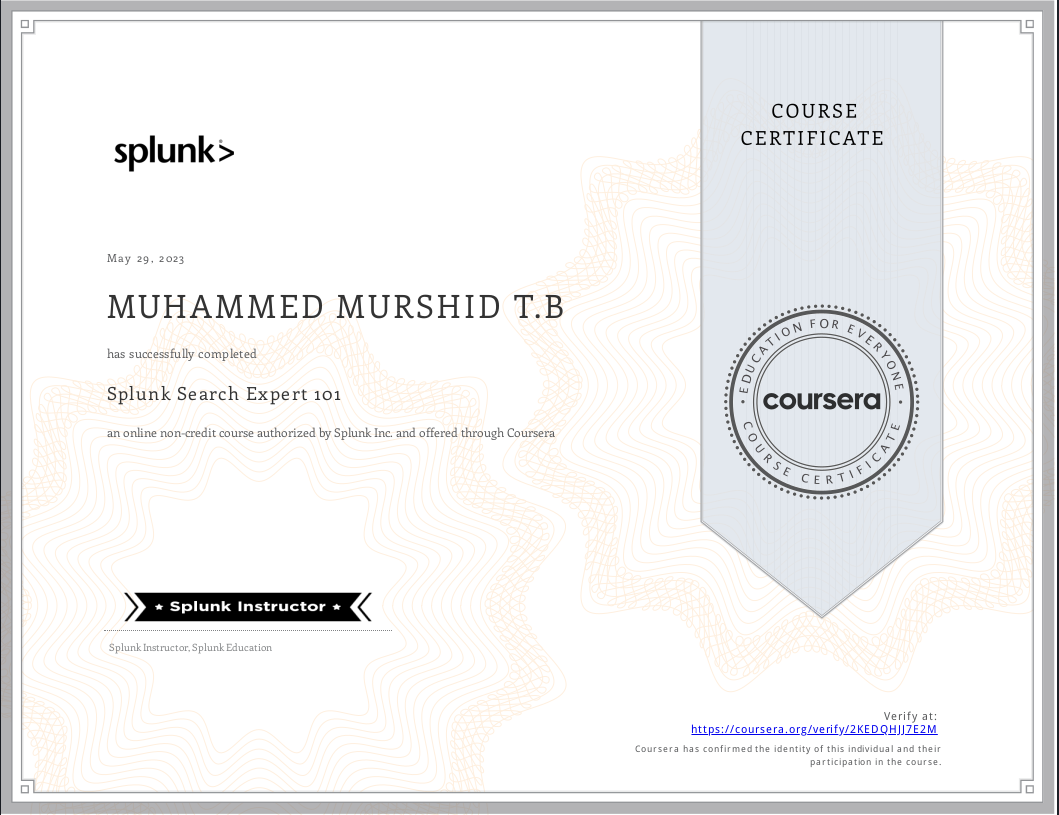 COURSE
CERTIFICATE
splunk>
May 29, 2023
MUHAMMED MURSHID T.B
has successfully completed
Splunk Search Expert 101
an online non-credit course authorized by Splunk Inc. and offered through Coursera
EDUCATION FOR EVERYONE
coursera
COURSE CERTIFICATE
Splunk Instructor
Splunk Instructor, Splunk Education
Verify at:
https://coursera.org/verify/2KEDQHJJ7E2M
Coursera has confirmed the identity of this individual and their
participation in the course.